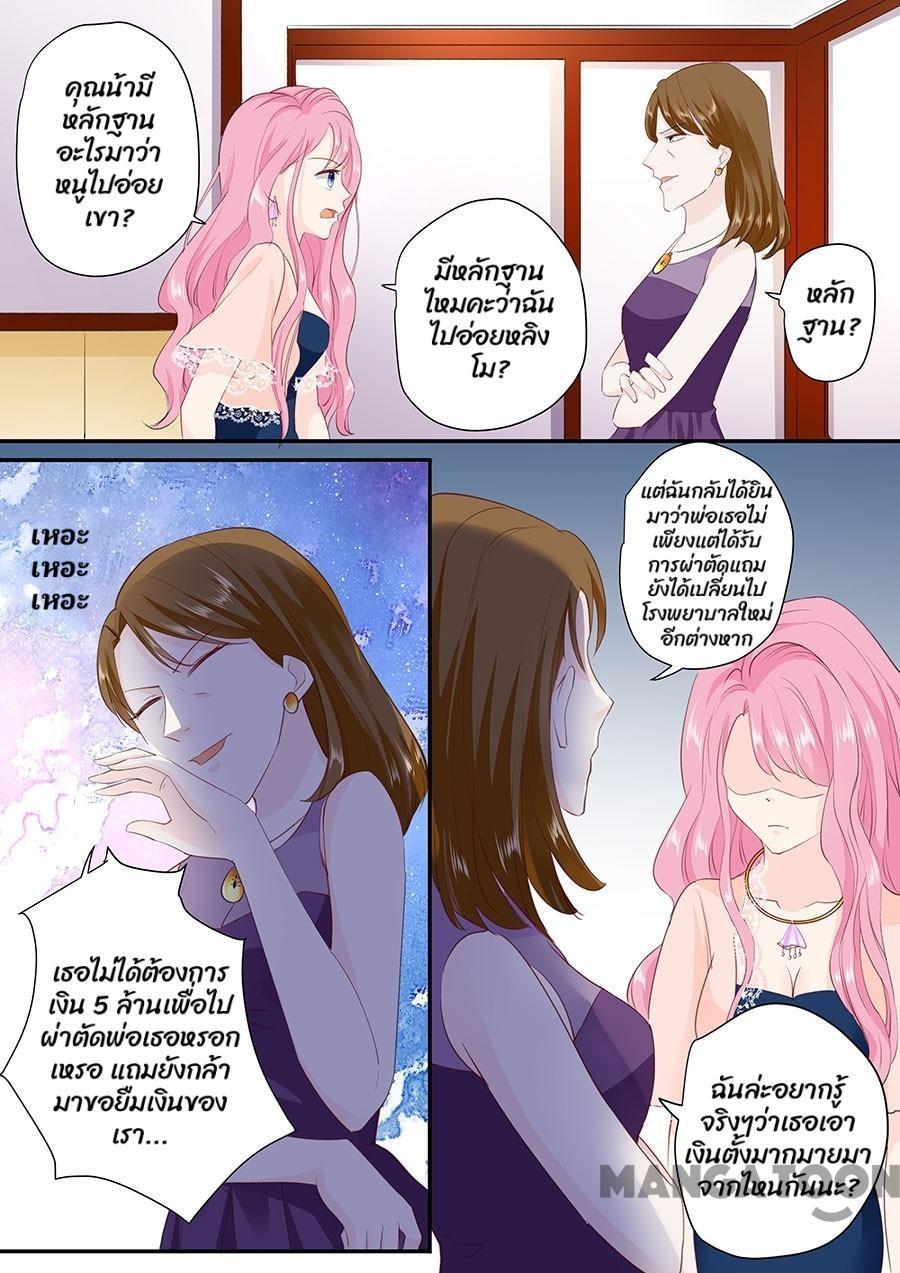 คุณน้ามี
หลักฐาน
อะไรมาว่า
หนูไปอ่อย
เขา?
มีหลักฐาน
ไหมคะว่าฉัน
ไปอ่อยหลิง
โม?
หลัก
ฐาน?
เหอะ
เหอะ
เหอะ
เธอไม่ได้ต้องการ
เงิน 5 ล้านเพื่อไป
ผ่าตัดพ่อเธอหรอก
เหรอ แถมยังกล้า
มาขอยืมเงินของ
เรา...
แต่ฉันกลับได้ยิน
มาว่าพ่อเธอไม่
เพียงแต่ได้รับ
การผ่าตัดแถม
ยังได้เปลี่ยนไป
โรงพยาบาลใหม่
อีกต่างหาก
ฉันล่ะอยากรู้
จริงๆว่าเธอเอา
เงินตั้งมากมายมา
จากไหนกันนะ?
MANGATOON